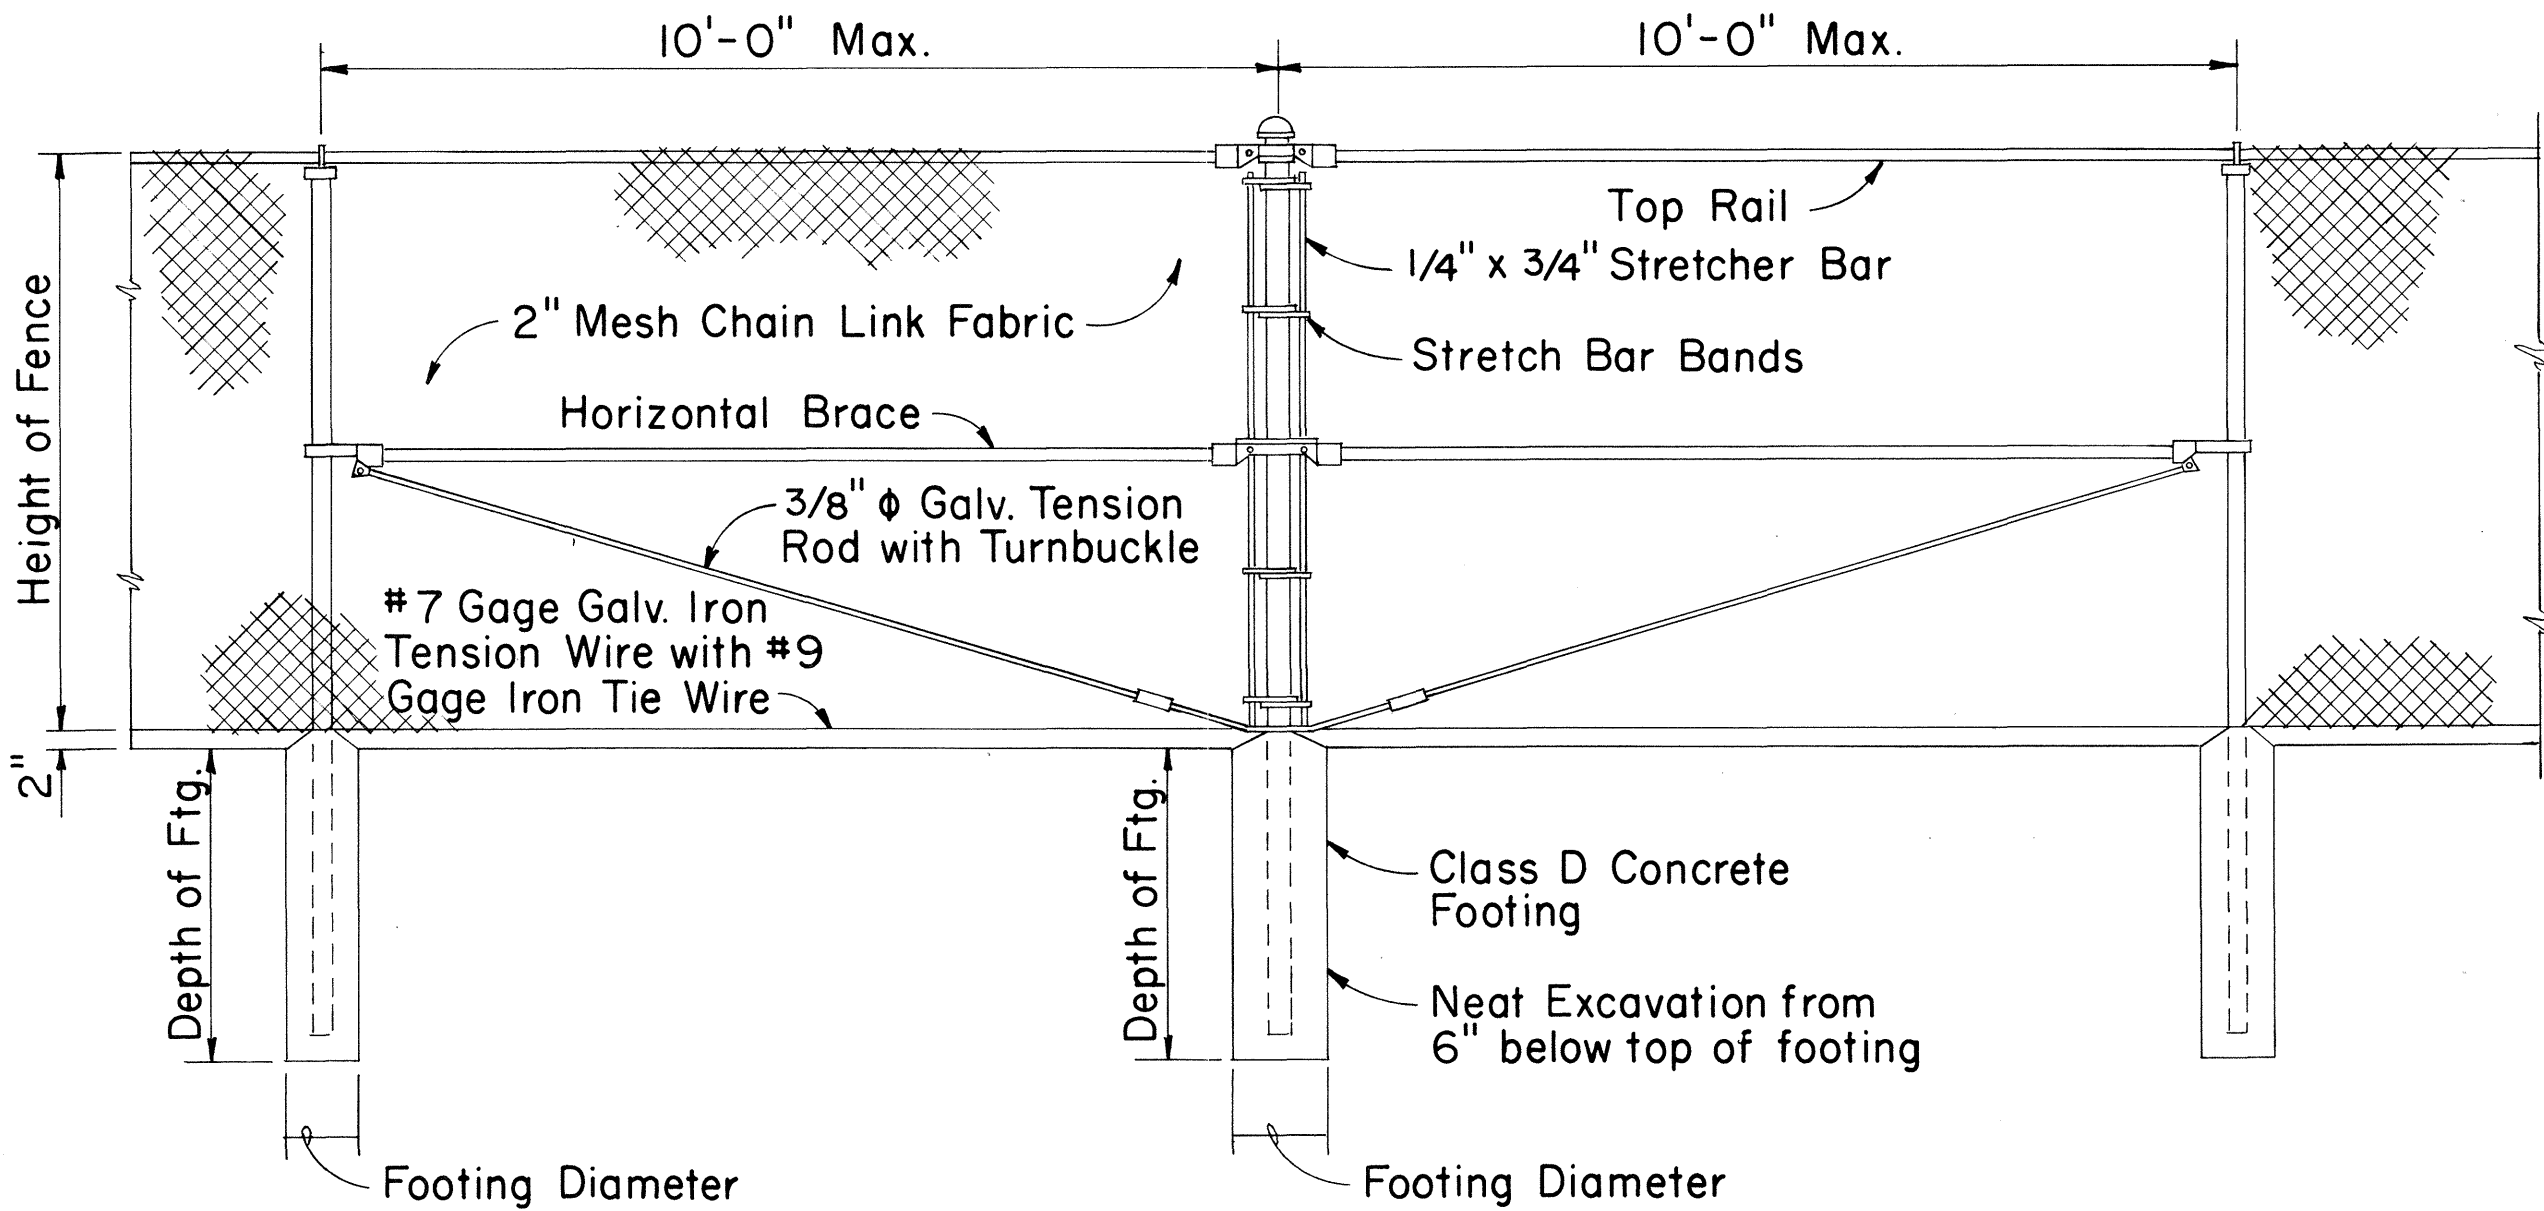 10'-0" Max.
10'-0" Max.
Top Rail
1/4" x 3/4" Stretcher Bar
2" Mesh Chain Link Fabric
Stretch Bar Bands
Horizontal Brace
Height of Fence
3/8" ϕ Galv. Tension
Rod with Turnbuckle
#7 Gage Galv. Iron
Tension Wire with #9
Gage Iron Tie Wire
2"
Depth of Ftg.
Depth of Ftg.
Class D Concrete
Footing
Neat Excavation from
6" below top of footing
Footing Diameter
Footing Diameter